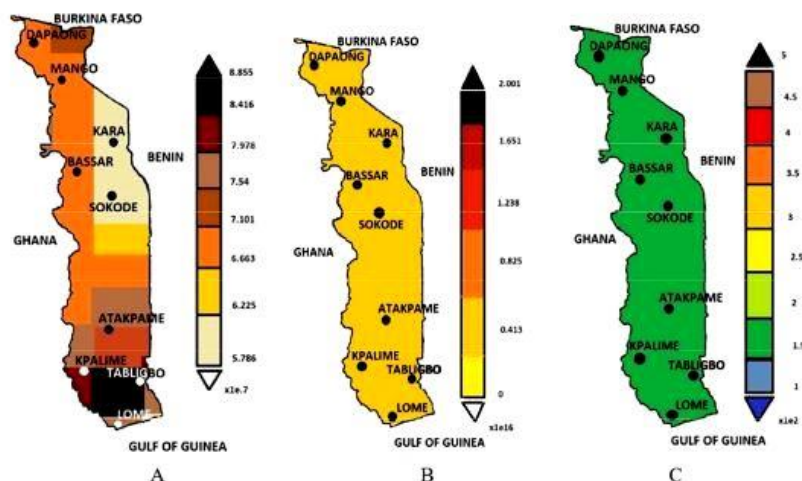 BURKINA FASO
DAPAONG
MANGO
KARA
BENIN
BASSAR
SOKODE
GHANA
ATAKPAME
KPALIME
TABLIGBO
LOME
GULF OF GUINEA
8.855
8.416
7.978
7.54
7.101
6.663
6.225
5.786
x1e.7
A
BURKINA FASO
DAPAONG
MANGO
KARA
BENIN
BASSAR
SOKODE
GHANA
ATAKPAME
KPALIME
TABLIGBO
LOME
GULF OF GUINEA
2.001
1.651
1.238
0.825
0.413
0
x1e16
B
BURKINA FASO
DAPAONG
MANGO
KARA
BENIN
BASSAR
SOKODE
GHANA
ATAKPAME
KPALIME
TABLIGBO
LOME
GULF OF GUINEA
5
4.5
4
3.5
3
2.5
2
1.5
1
x1e2
C